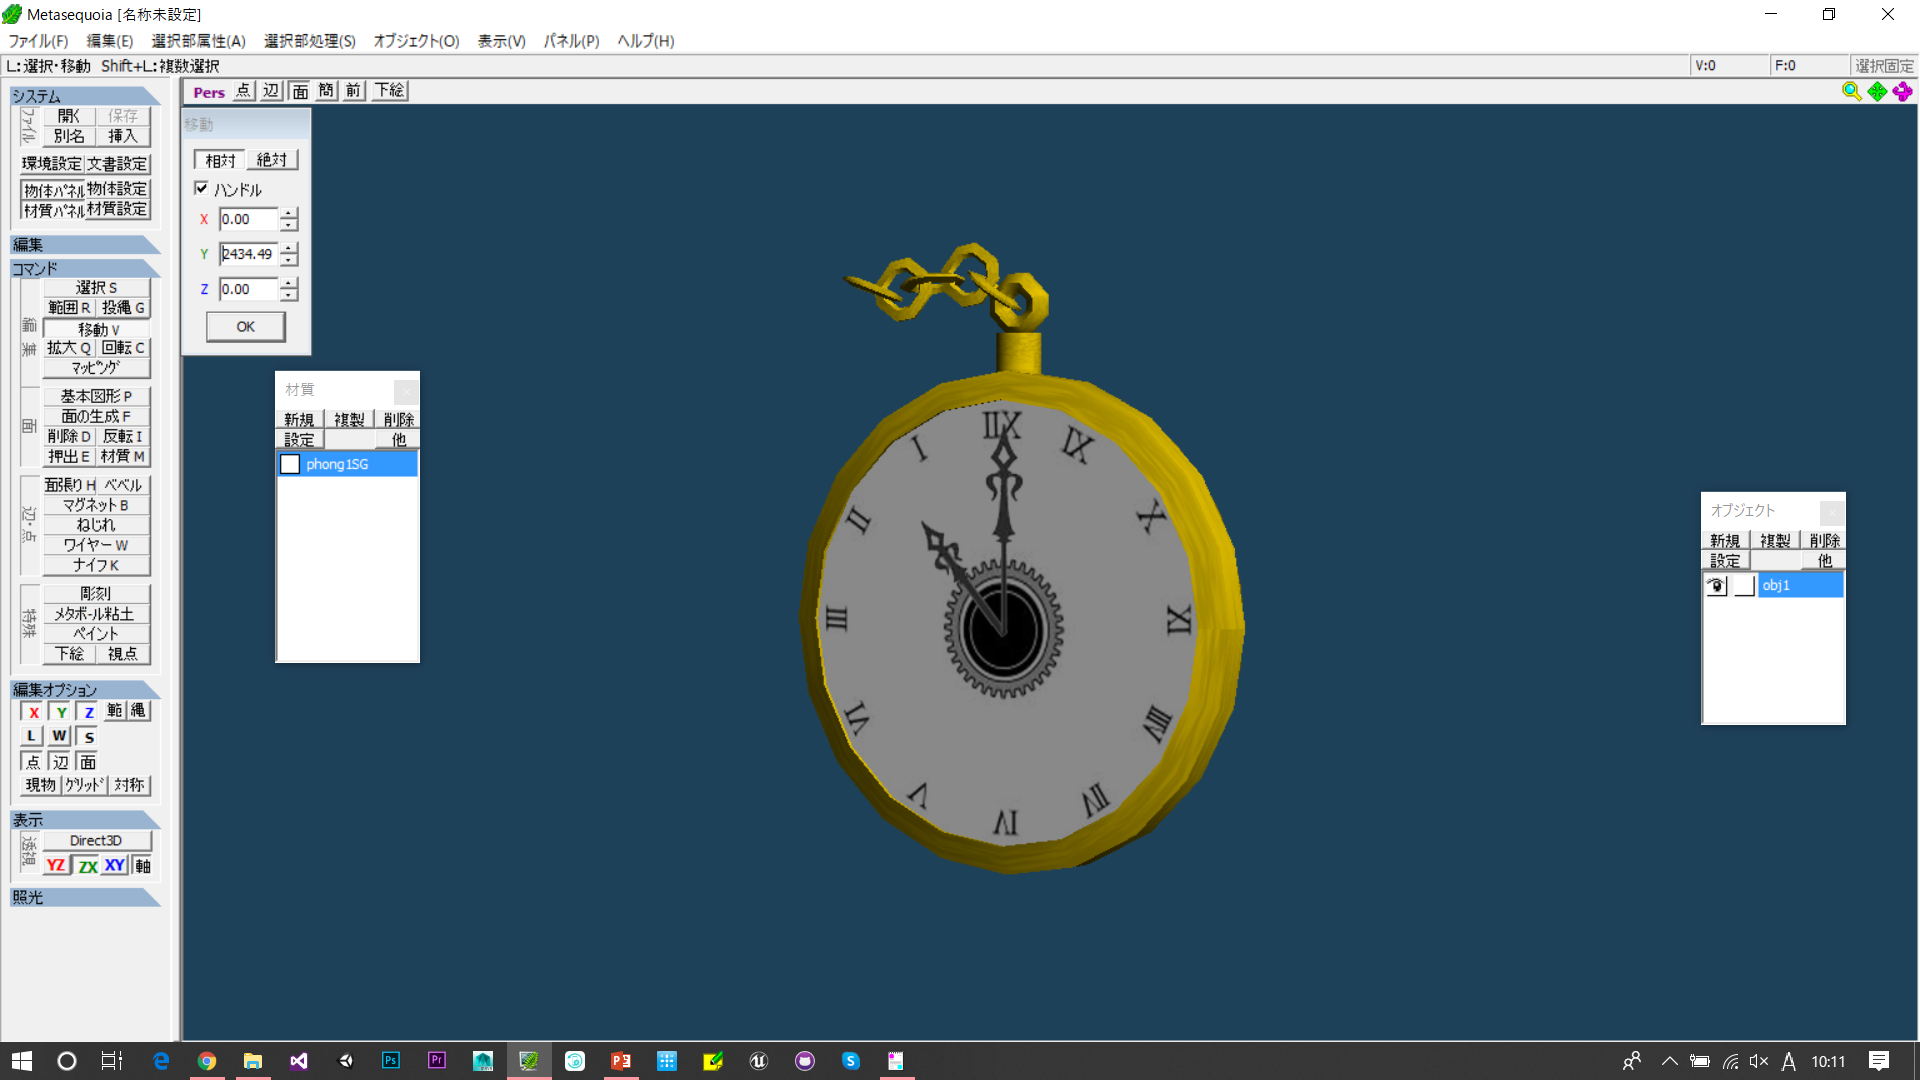 Metasequoia [名称未設定]
ファイル(F) 編集(E) 選択部属性(A) 選択部処理(S) オブジェクト(O) 表示(V) パネル(P) ヘルプ(H)
L:選択・移動 Shift+L:複数選択 V:0 F:0 選択固定
Pers 点 辺 面 簡 前 下絵
システム
ファイル
開く 保存
別名 挿入
環境設定 文書設定
物体パネル 物体設定
材質パネル 材質設定
編集
コマンド
編集
選択 S
範囲 R 投縄 G
移動 V
拡大 Q 回転 C
マッピング
面
基本図形 P
面の生成 F
削除 D 反転 I
押出 E 材質 M
辺・点
面張り H ベベル
マグネット B
ねじれ
ワイヤー W
ナイフ K
特殊
彫刻
メタボール粘土
ペイント
下絵 視点
編集オプション
X Y Z 範 縄
L W S
点 辺 面
現物 グリッド 対称
表示
透視
Direct3D
YZ ZX XY 軸
照光
移動
相対 絶対
ハンドル
X 0.00
Y 2434.49
Z 0.00
OK
材質
新規 複製 削除
設定 他
phong1SG
オブジェクト
新規 複製 削除
設定 他
obj1
10:11